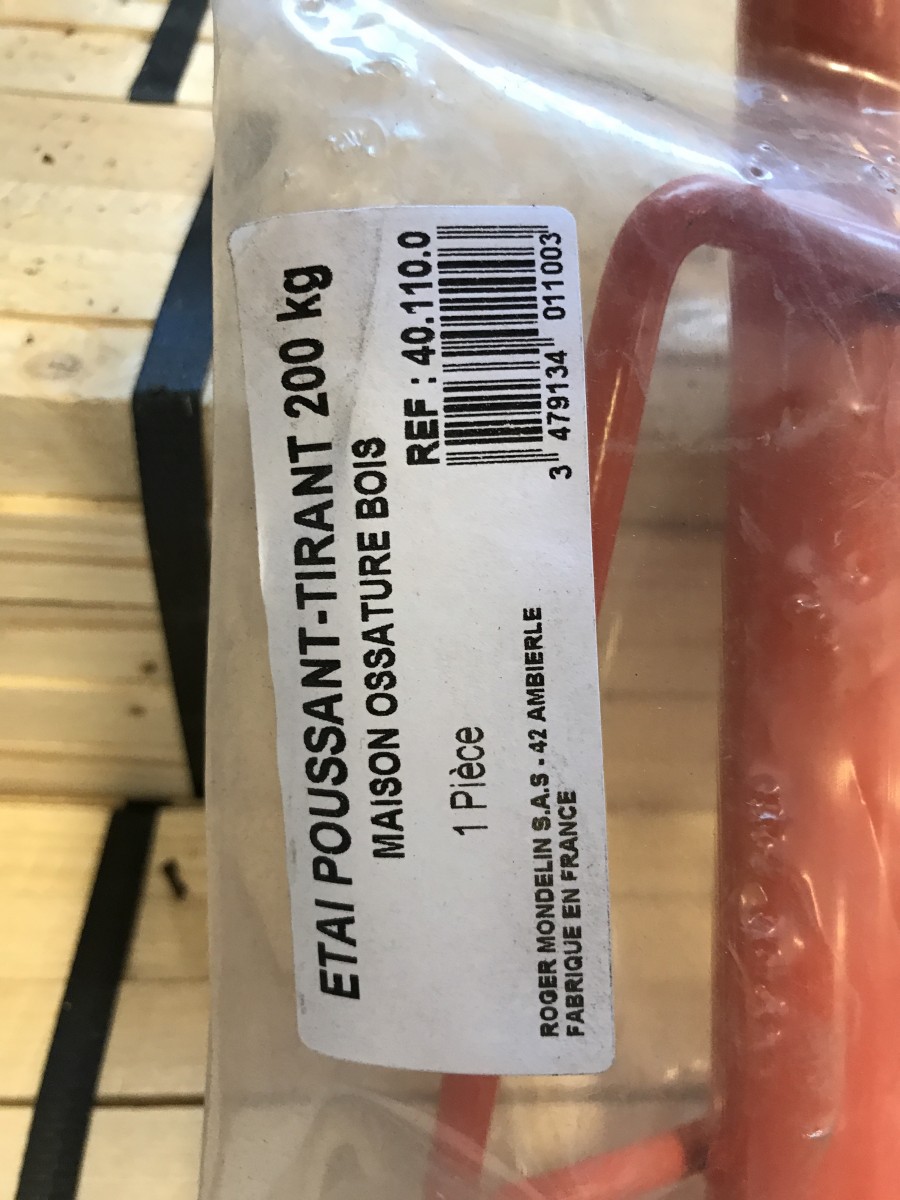 ETAI POUSSANT-TIRANT 200 kg
MAISON OSSATURE BOIS
REF : 40.110.0
1 Pièce
3 479134 011003
ROGER MONDELIN S.A.S - 42 AMBIERLE
FABRIQUE EN FRANCE